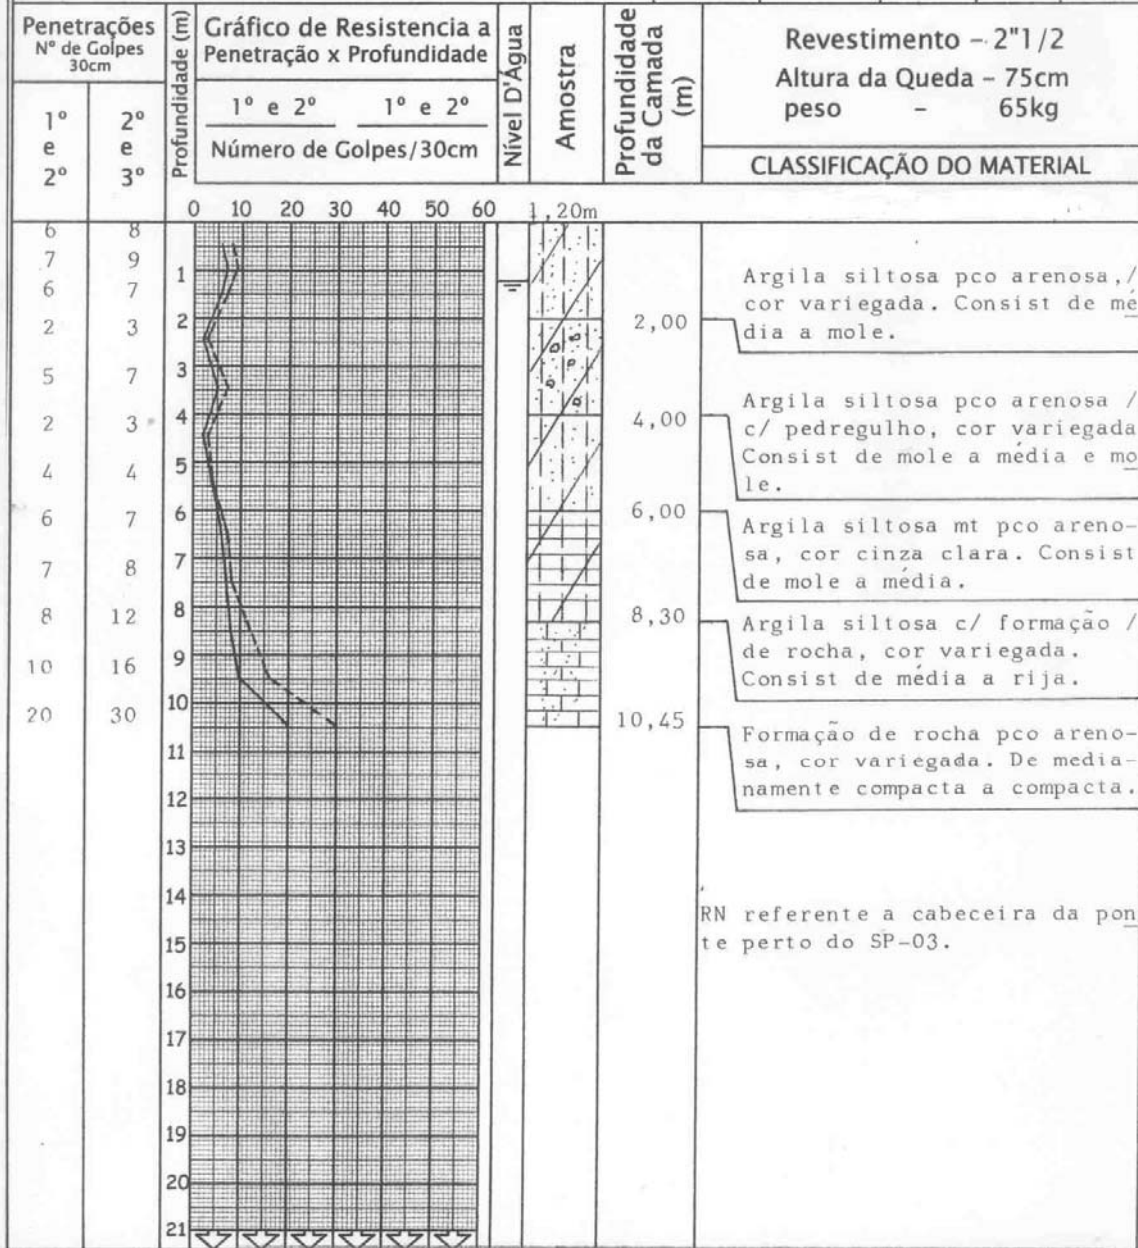 Penetrações
Nº de Golpes
30cm
1º
e
2º
2º
e
3º
Profundidade (m)
Gráfico de Resistencia a
Penetração x Profundidade
1º e 2º 1º e 2º
Número de Golpes/30cm
Nível D'Água
Amostra
Profundidade
da Camada
(m)
Revestimento - 2"1/2
Altura da Queda - 75cm
peso - 65kg
CLASSIFICAÇÃO DO MATERIAL
0 10 20 30 40 50 60
1,20m
6 8
7 9
6 7
2 3
5 7
2 3
4 4
6 7
7 8
8 12
10 16
20 30
1
2
3
4
5
6
7
8
9
10
11
12
13
14
15
16
17
18
19
20
21
2,00
4,00
6,00
8,30
10,45
Argila siltosa pco arenosa,/
cor variegada. Consist de mé
dia a mole.
Argila siltosa pco arenosa /
c/ pedregulho, cor variegada
Consist de mole a média e mo
le.
Argila siltosa mt pco areno-
sa, cor cinza clara. Consist
de mole a média.
Argila siltosa c/ formação /
de rocha, cor variegada.
Consist de média a rija.
Formação de rocha pco areno-
sa, cor variegada. De media-
namente compacta a compacta.
RN referente a cabeceira da pon
te perto do SP-03.